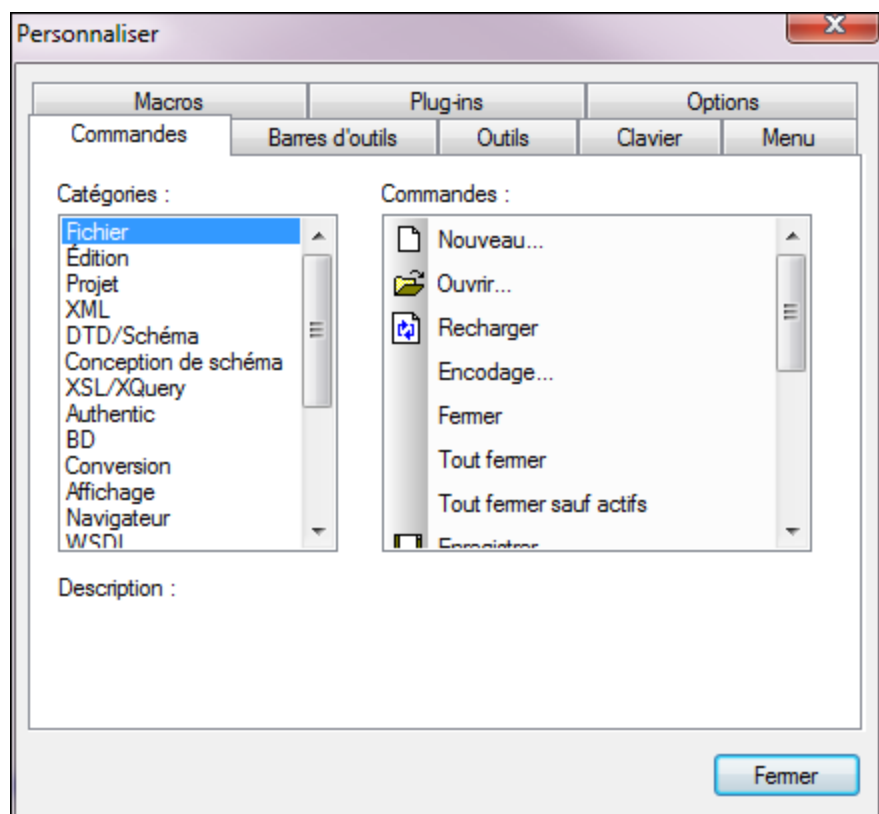 Personnaliser
Macros
Plug-ins
Options
Commandes
Barres d'outils
Outils
Clavier
Menu
Catégories :
Fichier
Édition
Projet
XML
DTD/Schéma
Conception de schéma
XSL/XQuery
Authentic
BD
Conversion
Affichage
Navigateur
WSDL
Commandes :
Nouveau...
Ouvrir...
Recharger
Encodage...
Fermer
Tout fermer
Tout fermer sauf actifs
Enregistrer
Description :
Fermer